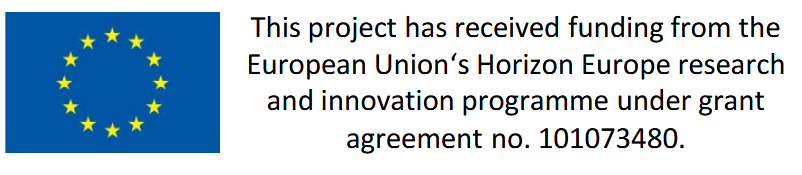 This project has received funding from the
European Union‘s Horizon Europe research
and innovation programme under grant
agreement no. 101073480.